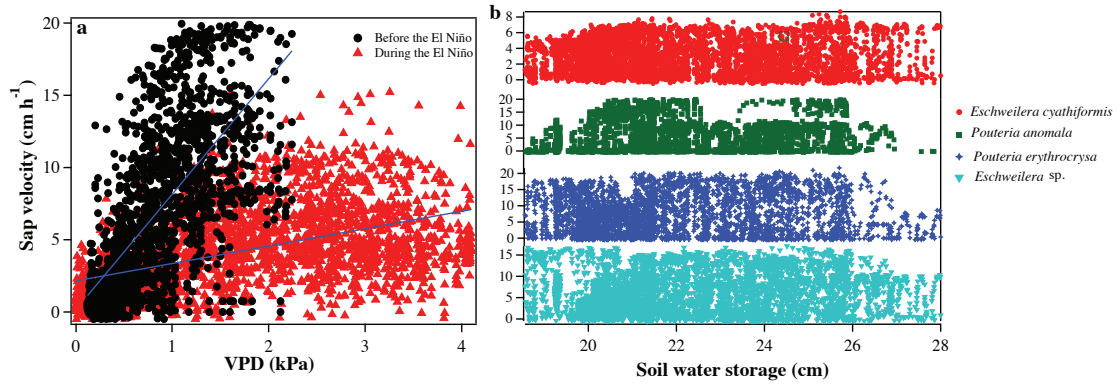 a
Before the El Niño
During the El Niño
Sap velocity (cm h⁻¹)
20
15
10
5
0
0 1 2 3 4
VPD (kPa)
b
8
6
4
2
0
20
15
10
5
0
20
15
10
5
0
15
10
5
0
20 22 24 26 28
Soil water storage (cm)
Eschweilera cyathiformis
Pouteria anomala
Pouteria erythrocrysa
Eschweilera sp.